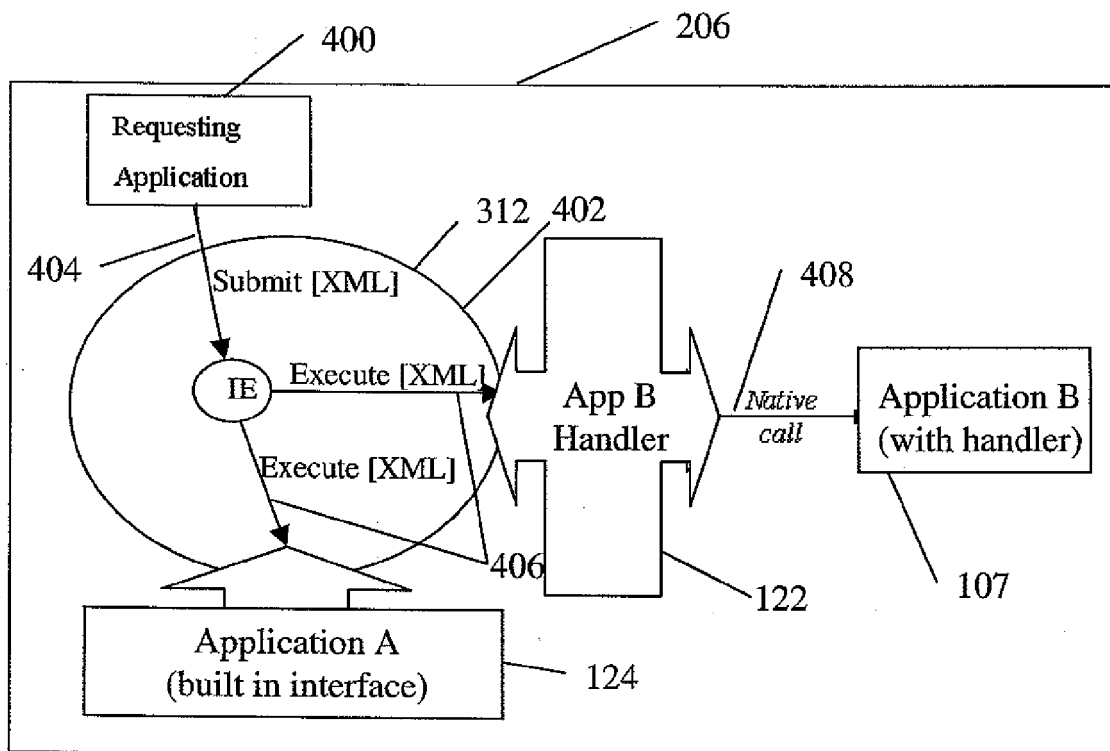 400
206
Requesting
Application
312
402
404
Submit [XML]
408
IE
Execute [XML]
App B
Handler
Native
call
Application B
(with handler)
Execute [XML]
406
122
107
Application A
(built in interface)
124